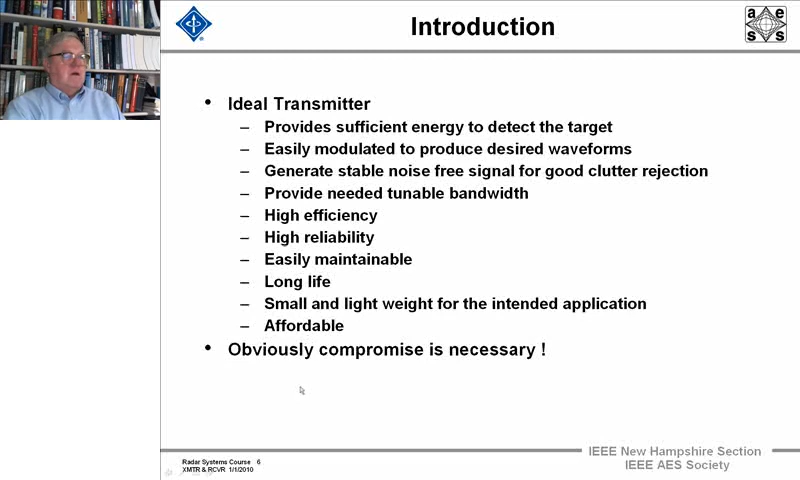 Introduction
a e
s s
• Ideal Transmitter
– Provides sufficient energy to detect the target
– Easily modulated to produce desired waveforms
– Generate stable noise free signal for good clutter rejection
– Provide needed tunable bandwidth
– High efficiency
– High reliability
– Easily maintainable
– Long life
– Small and light weight for the intended application
– Affordable
• Obviously compromise is necessary !
Radar Systems Course 6
XMTR & RCVR 1/1/2010
IEEE New Hampshire Section
IEEE AES Society